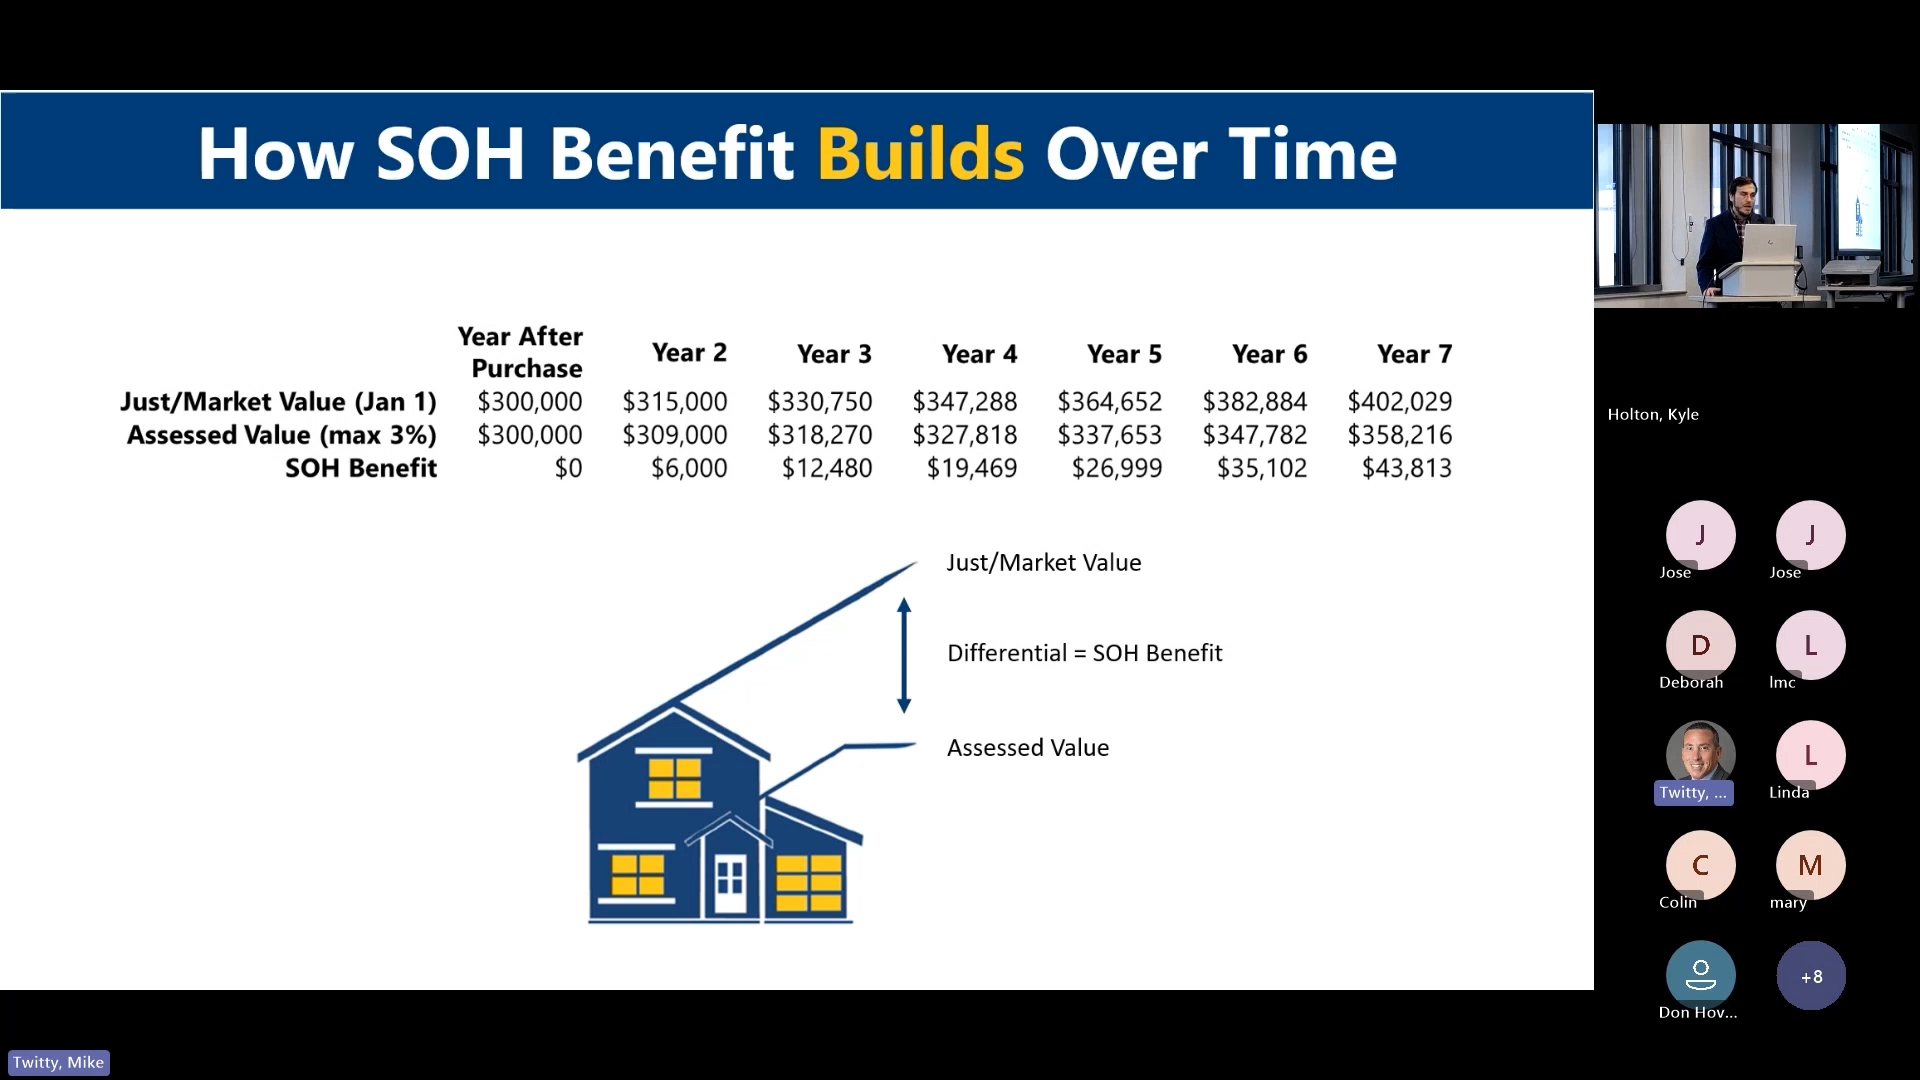 How SOH Benefit Builds Over Time
Year After Purchase Year 2 Year 3 Year 4 Year 5 Year 6 Year 7
Just/Market Value (Jan 1) $300,000 $315,000 $330,750 $347,288 $364,652 $382,884 $402,029
Assessed Value (max 3%) $300,000 $309,000 $318,270 $327,818 $337,653 $347,782 $358,216
SOH Benefit $0 $6,000 $12,480 $19,469 $26,999 $35,102 $43,813
Just/Market Value
Differential = SOH Benefit
Assessed Value
Holton, Kyle
J J
Jose Jose
D L
Deborah lmc
L
Twitty, ... Linda
C M
Colin mary
+8
Don Hov...
Twitty, Mike